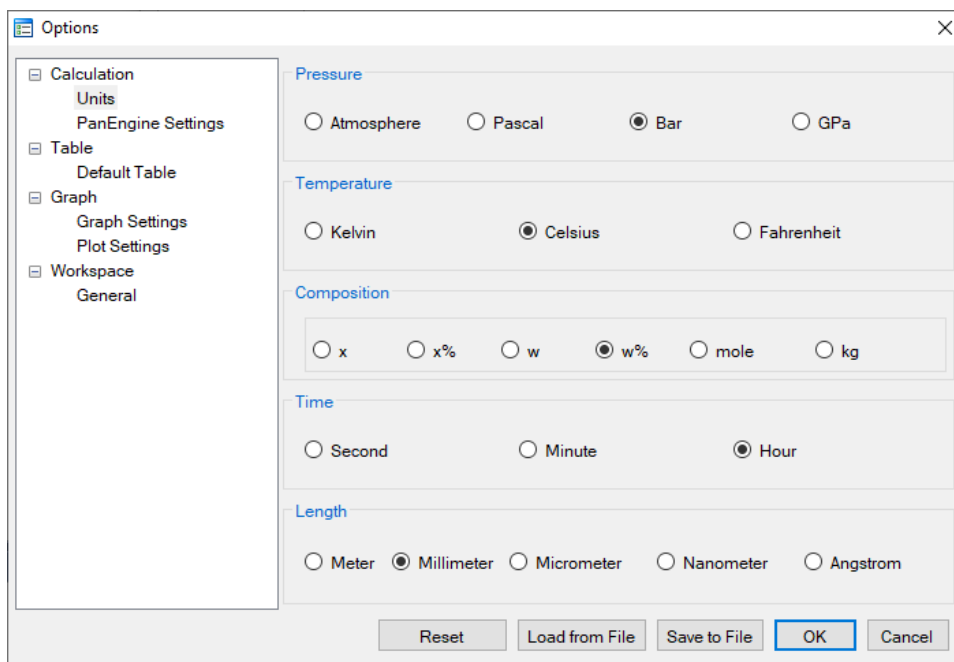 Options
Calculation
Units
PanEngine Settings
Table
Default Table
Graph
Graph Settings
Plot Settings
Workspace
General
Pressure
Atmosphere Pascal Bar GPa
Temperature
Kelvin Celsius Fahrenheit
Composition
x x% w w% mole kg
Time
Second Minute Hour
Length
Meter Millimeter Micrometer Nanometer Angstrom
Reset Load from File Save to File OK Cancel